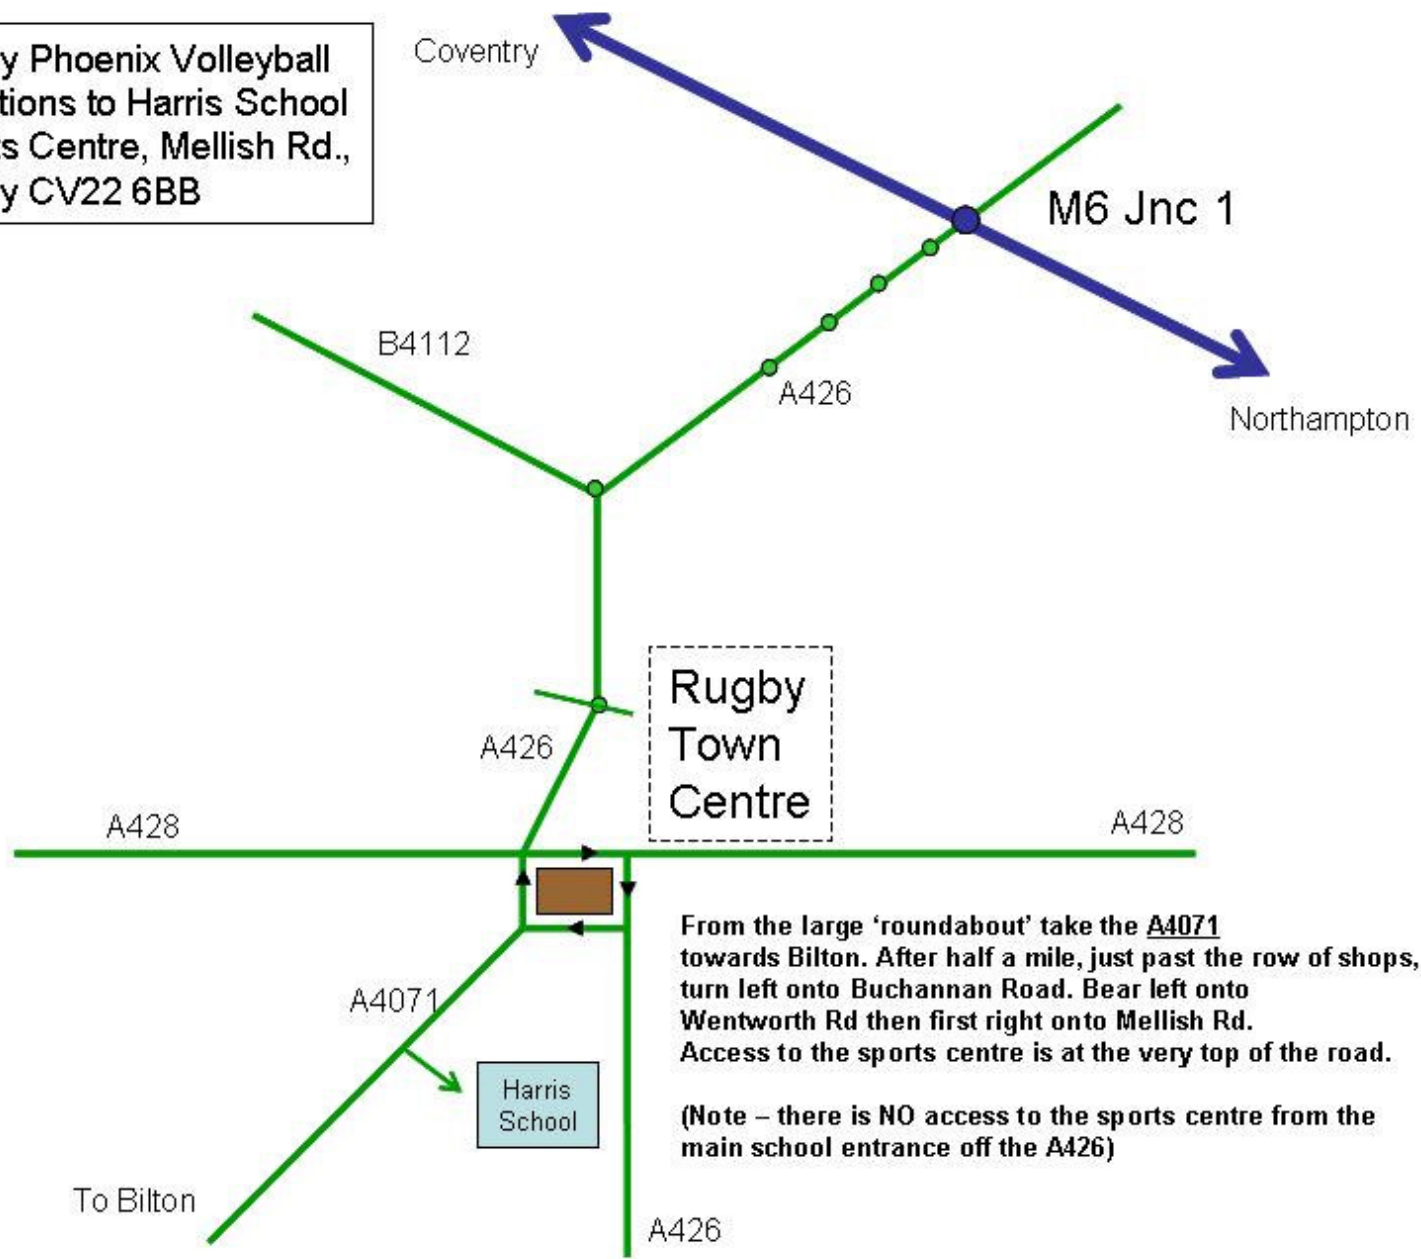 y Phoenix Volleyball
tions to Harris School
ts Centre, Mellish Rd.,
y CV22 6BB
Coventry
M6 Jnc 1
B4112
A426
Northampton
Rugby
Town
Centre
A426
A428
A428
From the large ‘roundabout’ take the A4071
towards Bilton. After half a mile, just past the row of shops,
turn left onto Buchannan Road. Bear left onto
Wentworth Rd then first right onto Mellish Rd.
Access to the sports centre is at the very top of the road.
A4071
Harris
School
(Note – there is NO access to the sports centre from the
main school entrance off the A426)
To Bilton
A426